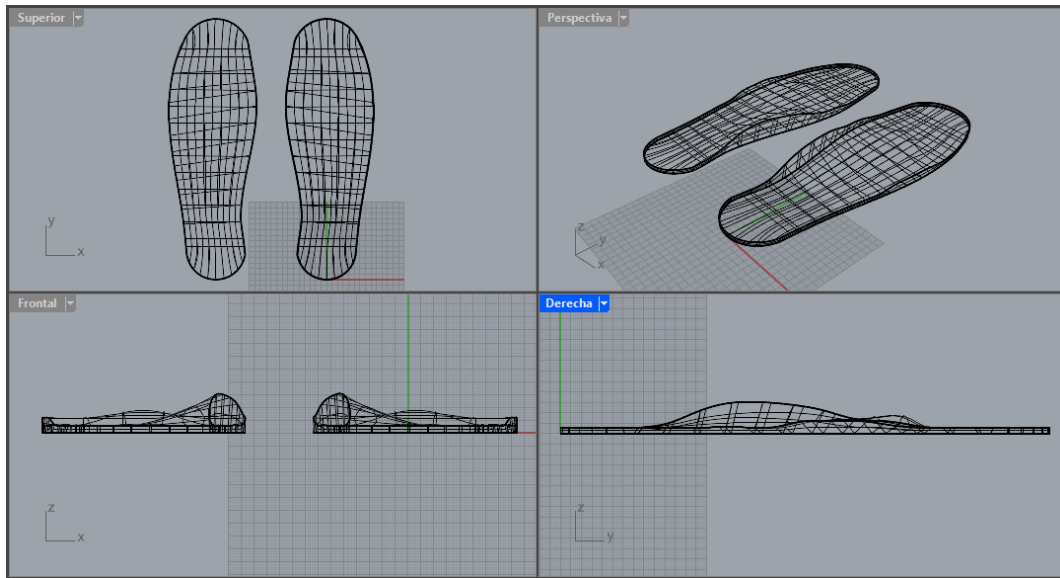 Superior
Perspectiva
y
x
z
y
x
Frontal
Derecha
z
x
z
y